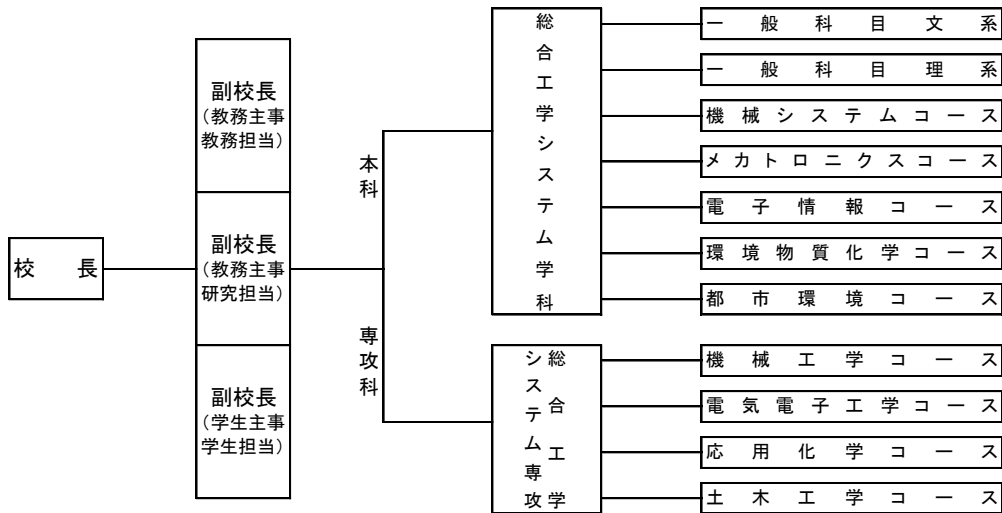 校長
副校長
(教務主事
教務担当)
副校長
(教務主事
研究担当)
副校長
(学生主事
学生担当)
本科
専攻科
総合工学システム学科
一般科目文系
一般科目理系
機械システムコース
メカトロニクスコース
電子情報コース
環境物質化学コース
都市環境コース
総合工学
システム専攻
機械工学コース
電気電子工学コース
応用化学コース
土木工学コース